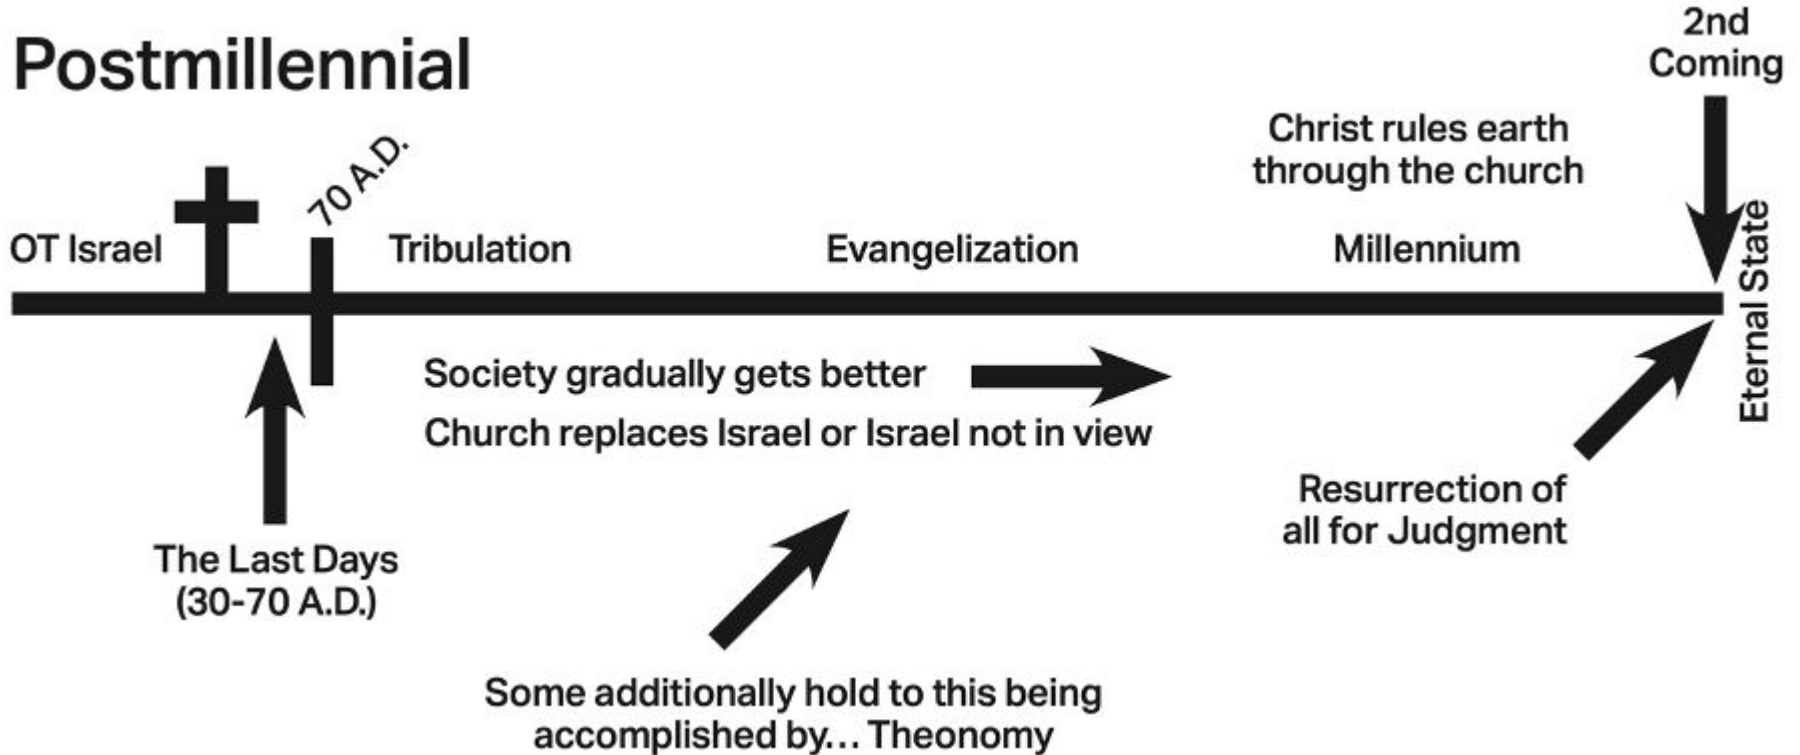 Postmillennial
2nd
Coming
Christ rules earth
through the church
70 A.D.
OT Israel
Tribulation
Evangelization
Millennium
Eternal State
Society gradually gets better
Church replaces Israel or Israel not in view
Resurrection of
all for Judgment
The Last Days
(30-70 A.D.)
Some additionally hold to this being
accomplished by... Theonomy